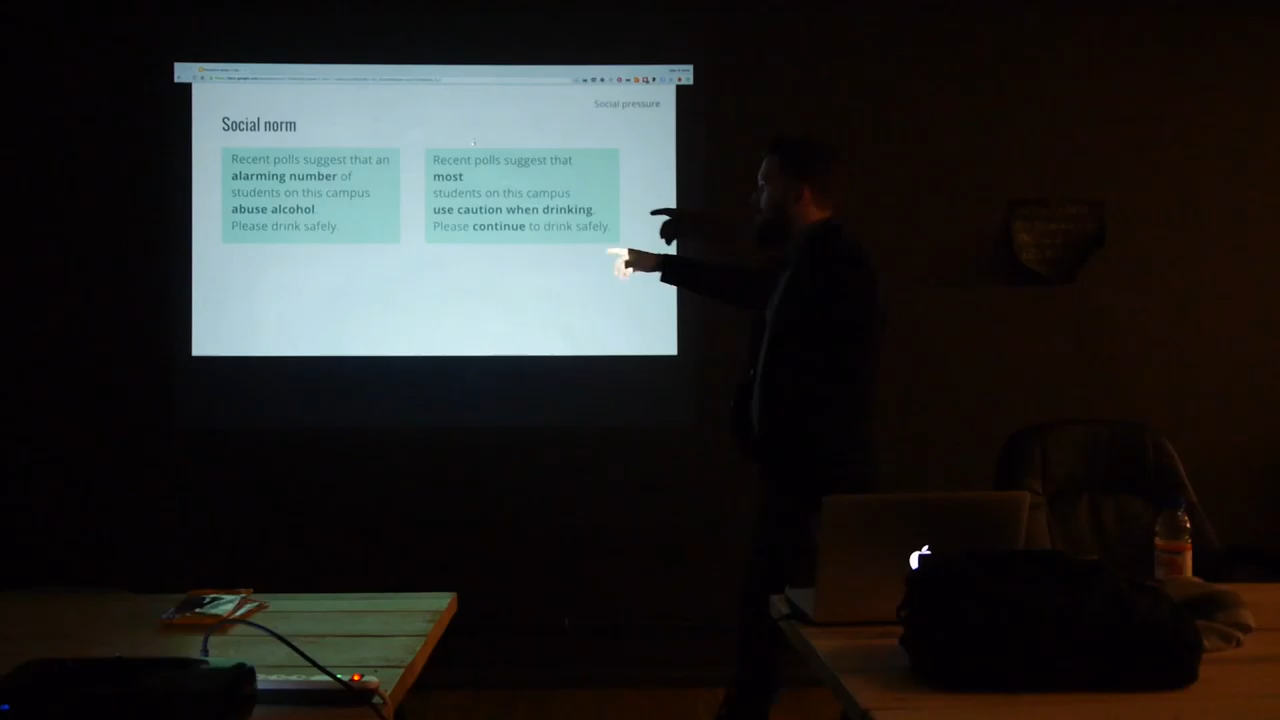 Social pressure
Social norm
Recent polls suggest that an
alarming number of
students on this campus
abuse alcohol.
Please drink safely.
Recent polls suggest that
most
students on this campus
use caution when drinking.
Please continue to drink safely.